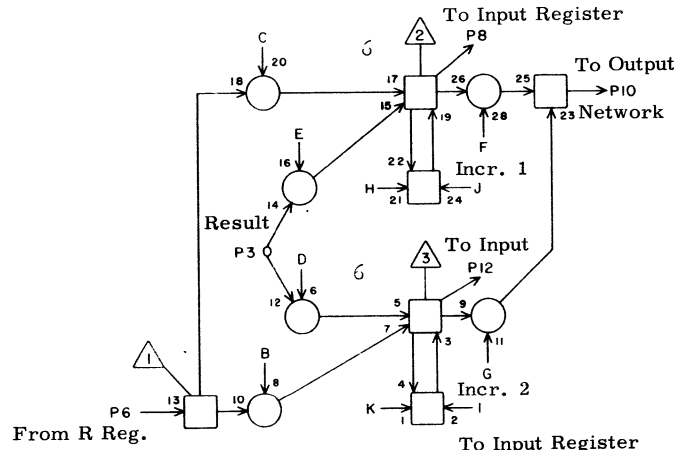 To Input Register
C
6
2
P8
20
To Output
18
17
26
25
P10
15
19
28
23
Network
E
F
16
22
Incr. 1
H
J
14
21
24
Result
To Input
P3
D
6
3
P12
6
12
5
9
7
3
11
1
B
G
8
4
Incr. 2
13
10
P6
K
I
1
2
From R Reg.
To Input Register